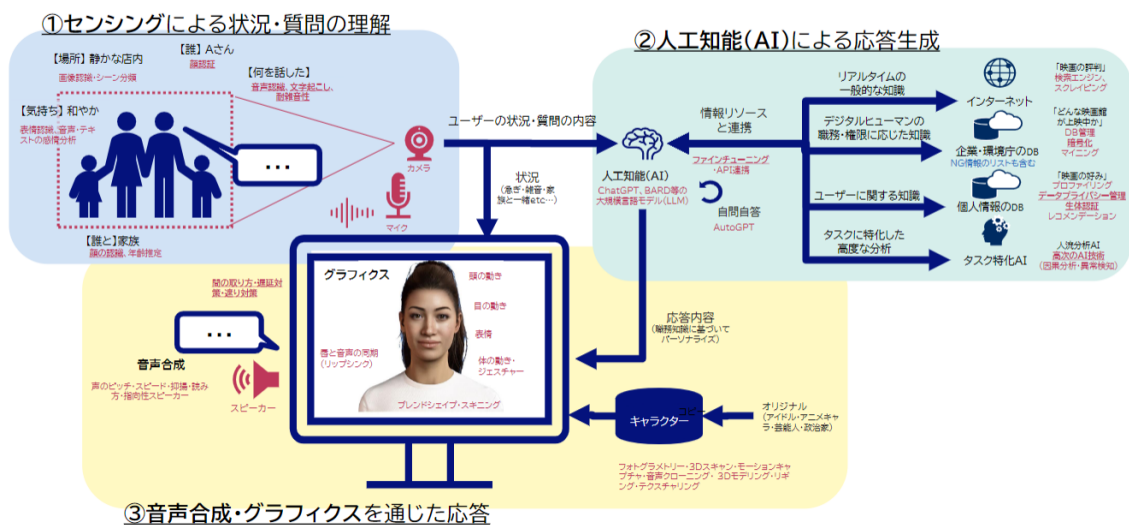 ①センシングによる状況・質問の理解
【場所】静かな店内
画像認識・シーン分類
【誰】Aさん
顔認証
【何を話した】
音声認識、文字起こし、
耐雑音性
【気持ち】和やか
表情認識、音声・テキ
ストの感情分析
...
カメラ
マイク
【誰と】家族
顔の認識、年齢推定
ユーザーの状況・質問の内容
状況
(急ぎ・雑音・家
族と一緒etc…)
②人工知能(AI)による応答生成
人工知能(AI)
ChatGPT、BARD等の
大規模言語モデル(LLM)
情報リソース
と連携
ファインチューニング
・API連携
自問自答
AutoGPT
リアルタイムの
一般的な知識
インターネット
「映画の評判」
検索エンジン、
スクレイピング
デジタルヒューマンの
職務・権限に応じた知識
企業・環境庁のDB
NG情報のリストも含む
「どんな映画館
が上映中か」
DB管理
暗号化
マイニング
ユーザーに関する知識
個人情報のDB
「映画の好み」
プロファイリング
データプライバシー管理
生体認証
レコメンデーション
タスクに特化した
高度な分析
タスク特化AI
人流分析AI
高次のAI技術
(因果分析・異常検知)
間の取り方・遅延対
策・遮り対策
...
音声合成
声のピッチ・スピード・抑揚・読み
方・指向性スピーカー
スピーカー
グラフィクス
頭の動き
目の動き
表情
唇と音声の同期
(リップシンク)
体の動き・
ジェスチャー
ブレンドシェイプ・スキニング
応答内容
(職務知識に基づいて
パーソナライズ)
コピー
キャラクター
オリジナル
(アイドル・アニメキャ
ラ・芸能人・政治家)
フォトグラメトリー・3Dスキャン・モーションキャ
プチャ・音声クローニング・3Dモデリング・リギ
ング・テクスチャリング
③音声合成・グラフィクスを通じた応答